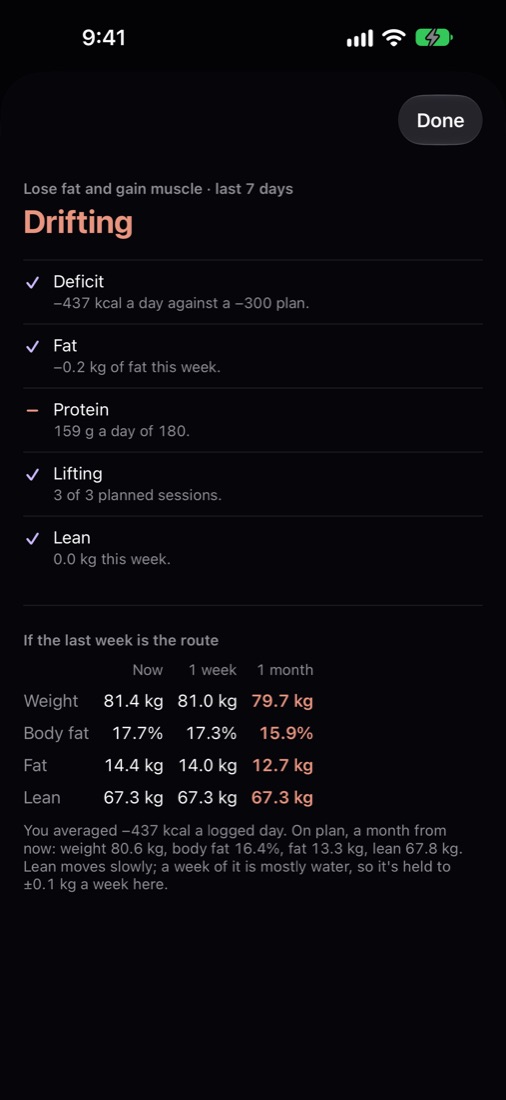 9:41
Done
Lose fat and gain muscle · last 7 days
Drifting
Deficit
−437 kcal a day against a −300 plan.
Fat
−0.2 kg of fat this week.
Protein
159 g a day of 180.
Lifting
3 of 3 planned sessions.
Lean
0.0 kg this week.
If the last week is the route
Now 1 week 1 month
Weight 81.4 kg 81.0 kg 79.7 kg
Body fat 17.7% 17.3% 15.9%
Fat 14.4 kg 14.0 kg 12.7 kg
Lean 67.3 kg 67.3 kg 67.3 kg
You averaged −437 kcal a logged day. On plan, a month from
now: weight 80.6 kg, body fat 16.4%, fat 13.3 kg, lean 67.8 kg.
Lean moves slowly; a week of it is mostly water, so it's held to
±0.1 kg a week here.